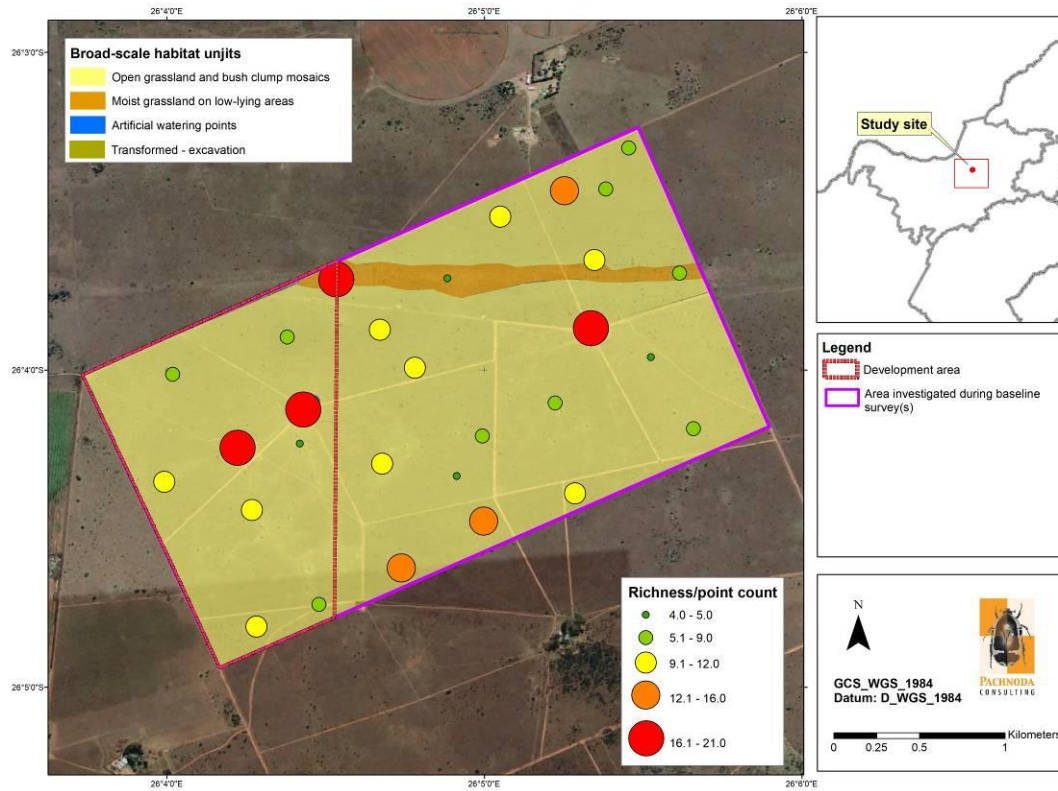 26°4'0"E
26°5'0"E
26°6'0"E
26°3'0"S
26°4'0"S
26°5'0"S
Broad-scale habitat unjits
Open grassland and bush clump mosaics
Moist grassland on low-lying areas
Artificial watering points
Transformed - excavation
Richness/point count
4.0 - 5.0
5.1 - 9.0
9.1 - 12.0
12.1 - 16.0
16.1 - 21.0
26°4'0"E
26°5'0"E
26°6'0"E
Study site
Legend
Development area
Area investigated during baseline
survey(s)
N
GCS_WGS_1984
Datum: D_WGS_1984
PACHNODA
CONSULTING
Kilometers
0 0.25 0.5 1